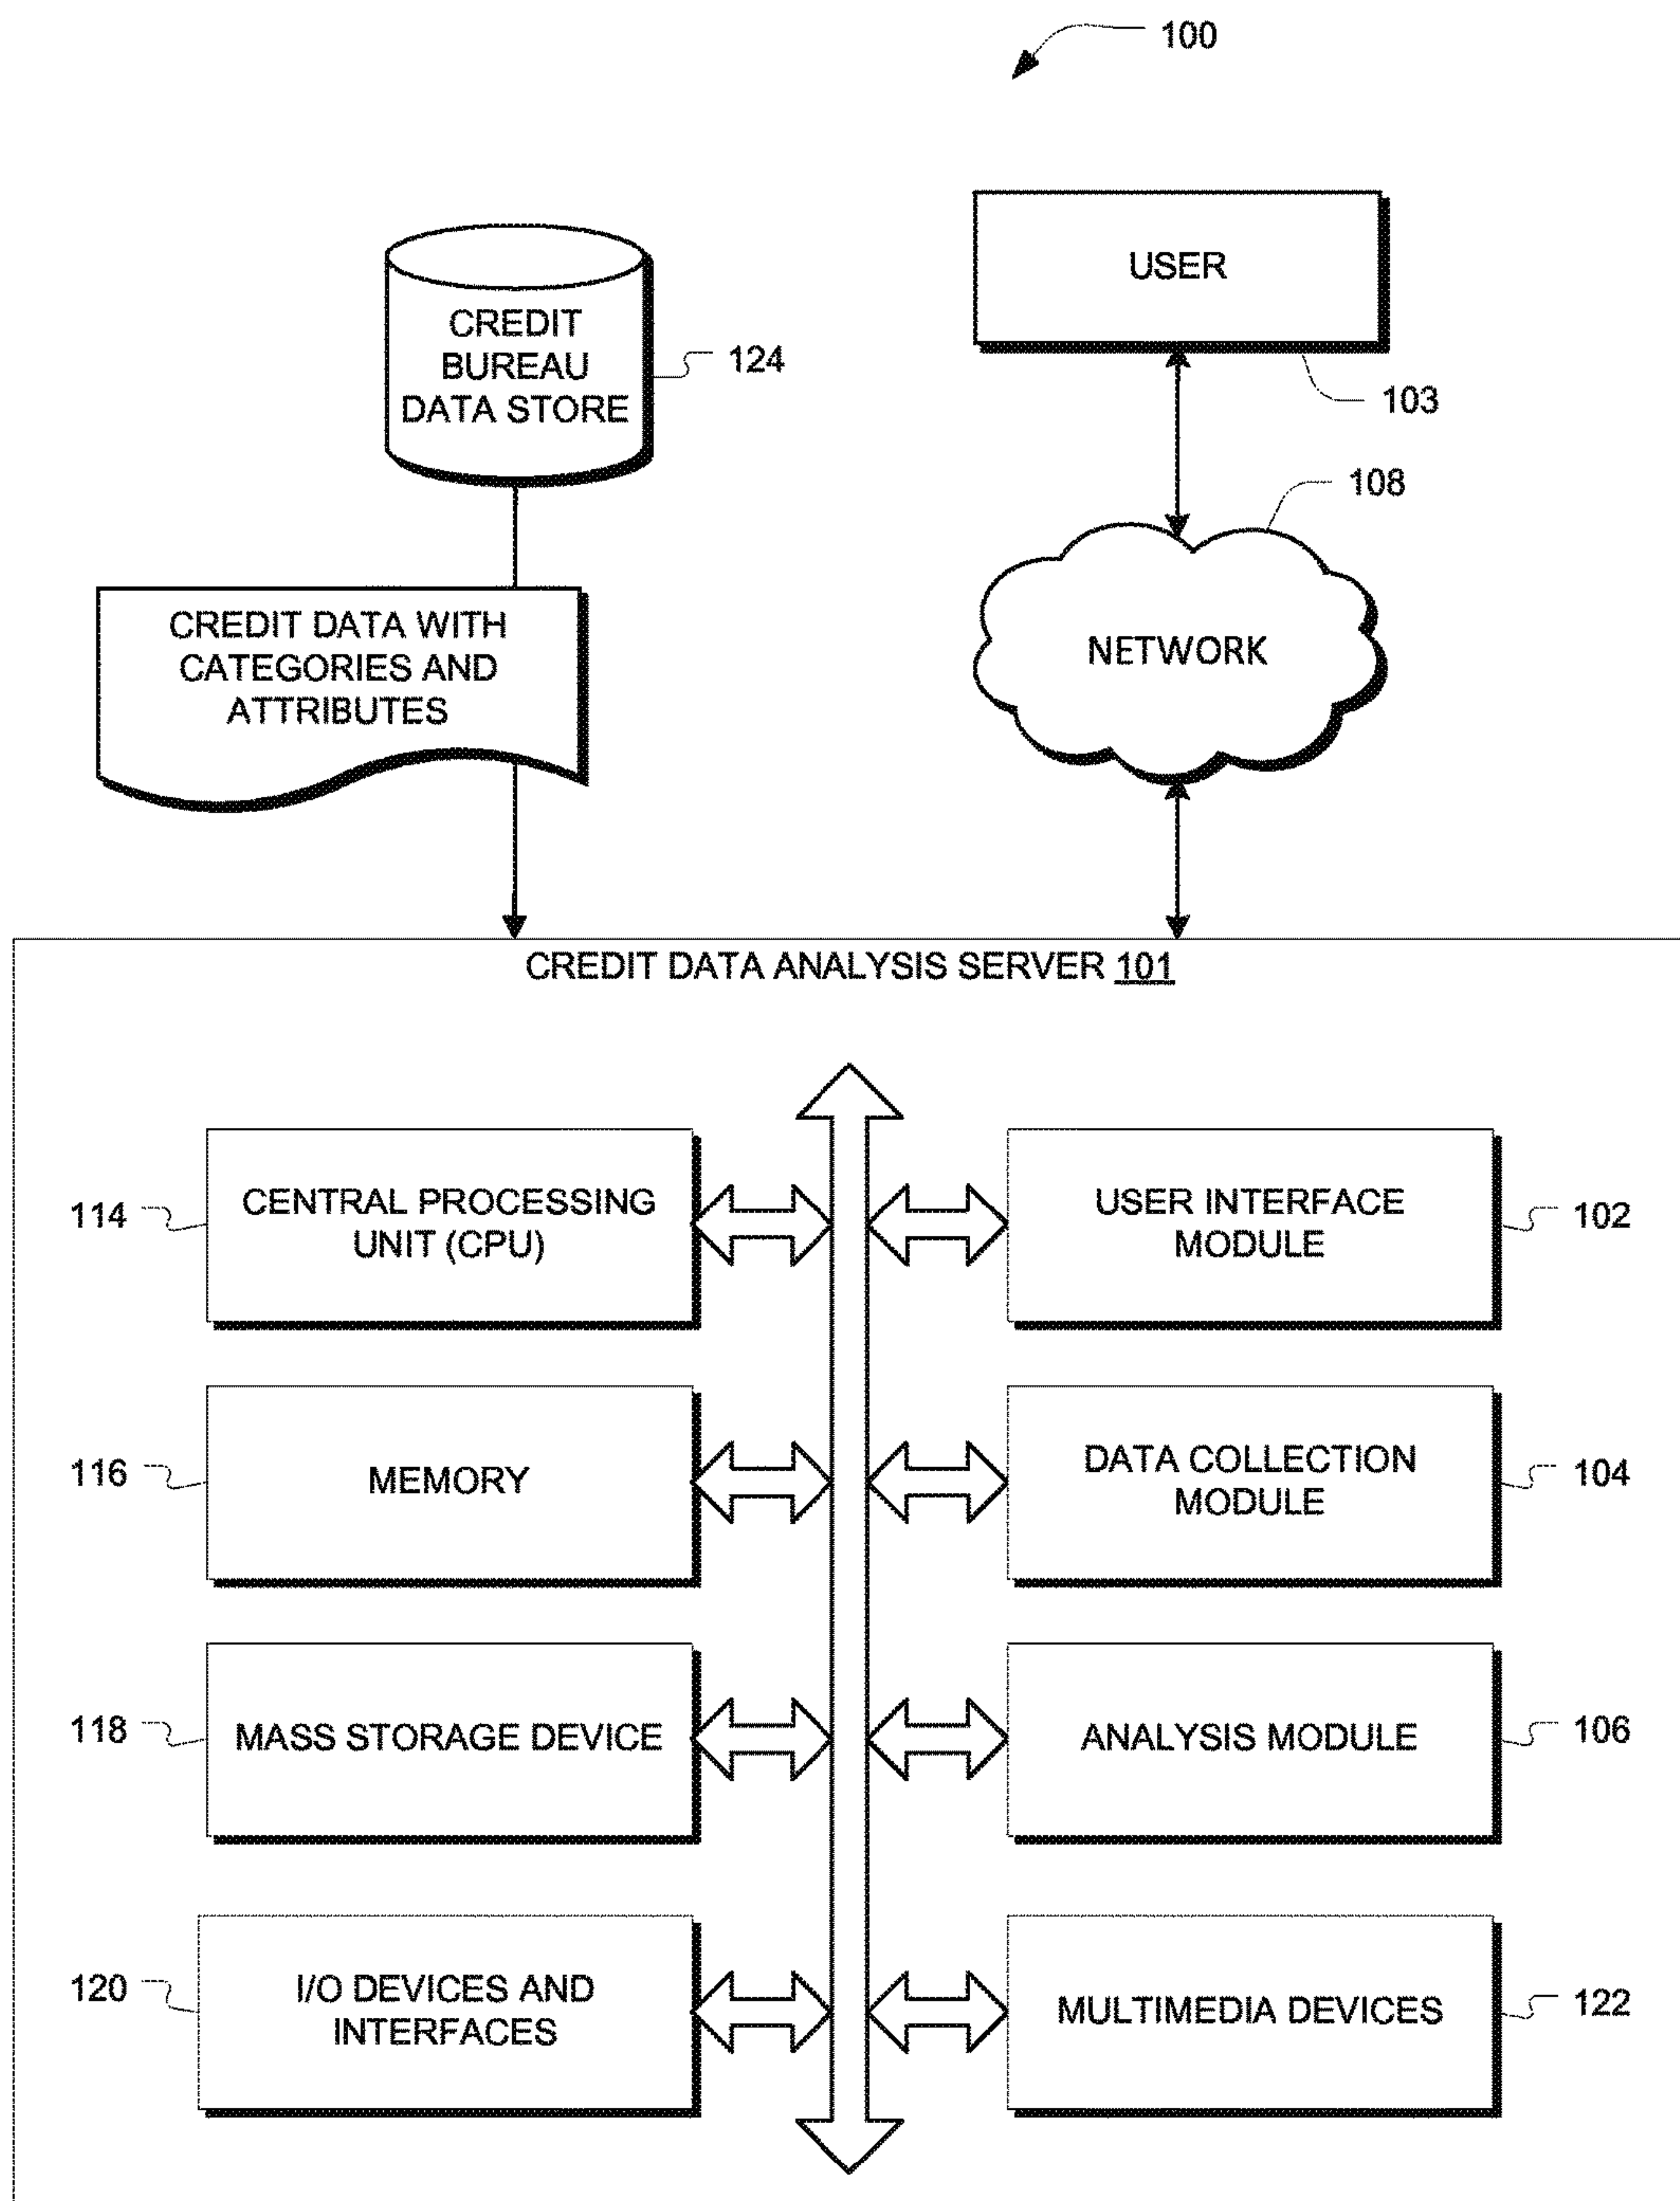 100
USER
103
CREDIT
BUREAU
DATA STORE
124
108
NETWORK
CREDIT DATA WITH
CATEGORIES AND
ATTRIBUTES
CREDIT DATA ANALYSIS SERVER 101
114
CENTRAL PROCESSING
UNIT (CPU)
USER INTERFACE
MODULE
102
116
MEMORY
DATA COLLECTION
MODULE
104
118
MASS STORAGE DEVICE
ANALYSIS MODULE
106
120
I/O DEVICES AND
INTERFACES
MULTIMEDIA DEVICES
122